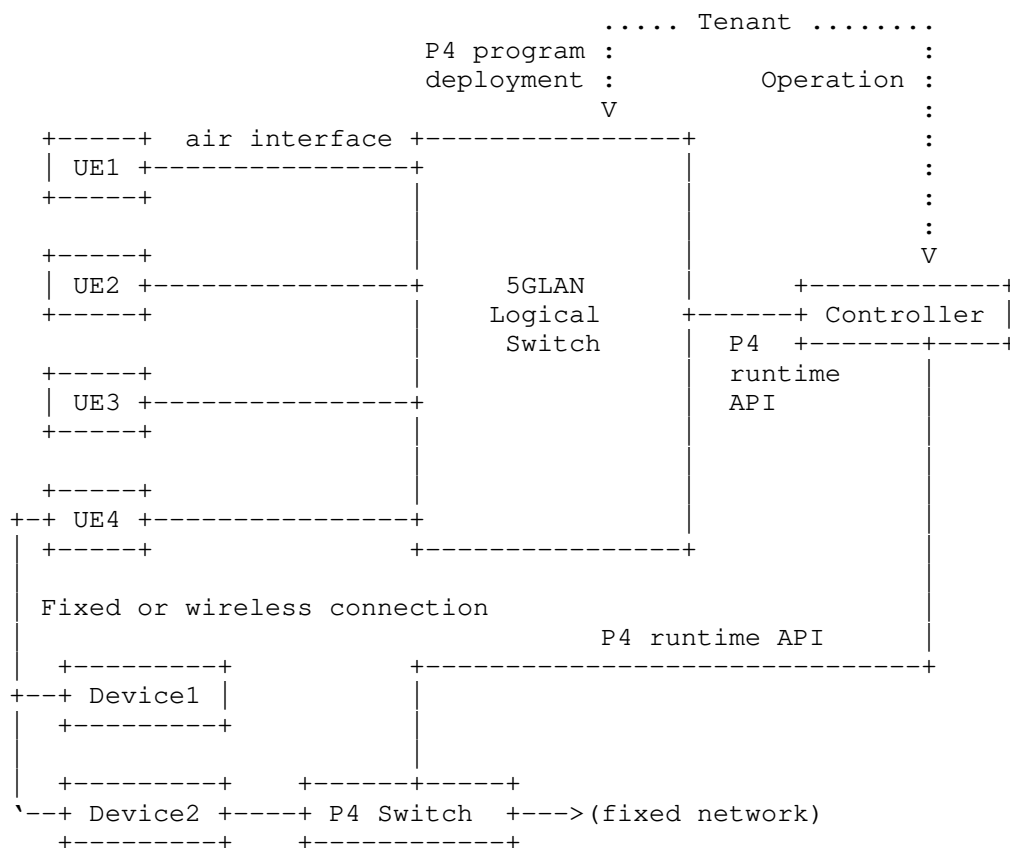 ..... Tenant ........
P4 program :                    :
deployment :          Operation :
V                    :
+-----+  air interface +----------------+               :
| UE1 +----------------+                |               :
+-----+                |                |               :
|                |               :
+-----+                |                |               V
| UE2 +----------------+     5GLAN      |      +------------+
+-----+                |    Logical     +------+ Controller |
|     Switch     |  P4  +-------+----+
+-----+                |                |  runtime      |
| UE3 +----------------+                |  API          |
+-----+                |                |               |
|                |               |
+-----+                |                |               |
+-+ UE4 +----------------+                |               |
| +-----+                +----------------+               |
|                                                         |
| Fixed or wireless connection                            |
|                                    P4 runtime API       |
|  +---------+           +-------------------------------+
+--+ Device1 |           |
|  +---------+           |
|                        |
|  +---------+    +------+-----+
`--+ Device2 +----+ P4 Switch  +--->(fixed network)
+---------+    +------------+